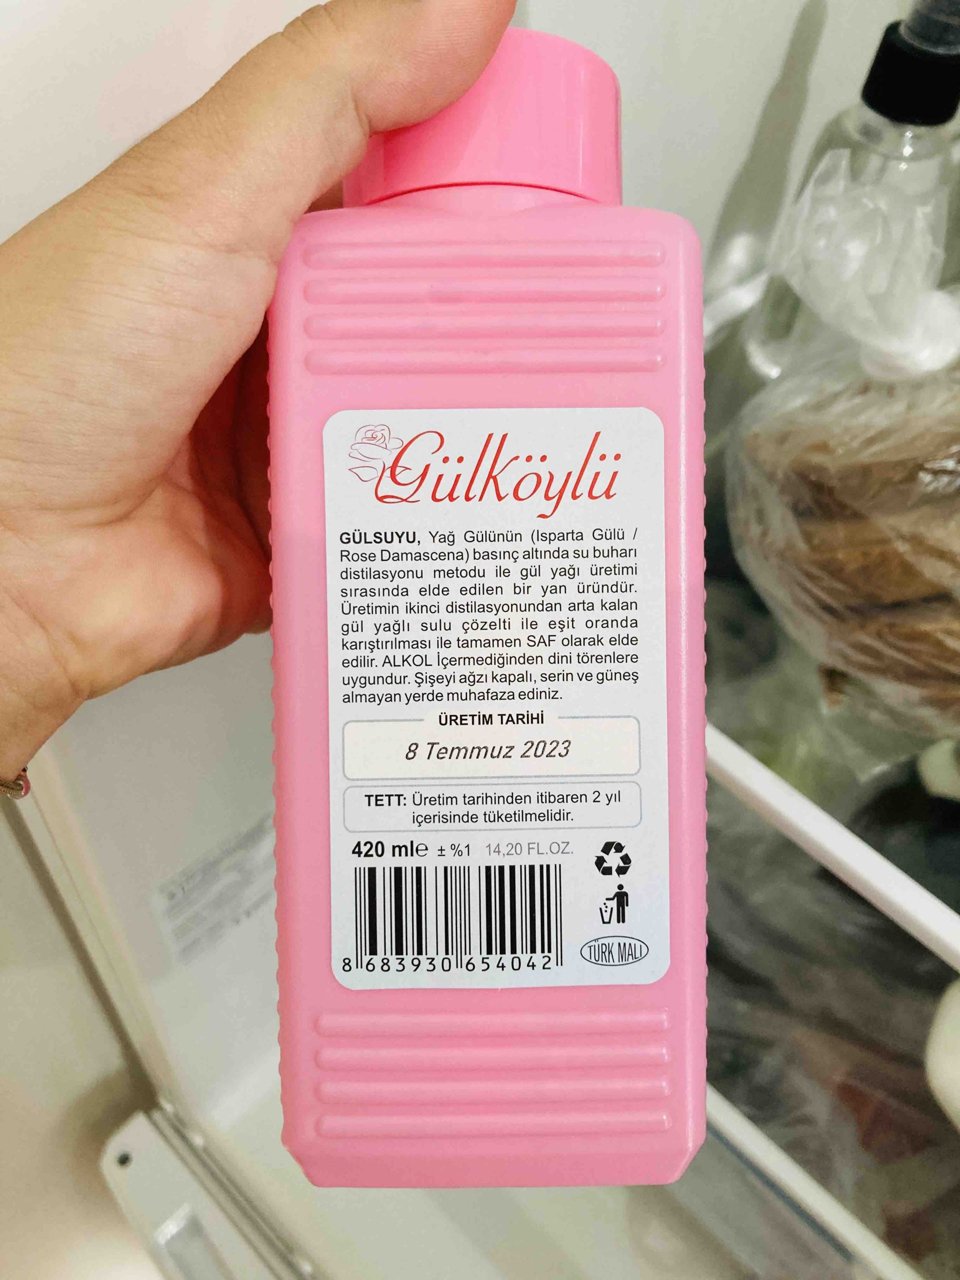 Gülköylü
GÜLSUYU, Yağ Gülünün (Isparta Gülü /
Rose Damascena) basınç altında su buharı
distilasyonu metodu ile gül yağı üretimi
sırasında elde edilen bir yan üründür.
Üretimin ikinci distilasyonundan arta kalan
gül yağlı sulu çözelti ile eşit oranda
karıştırılması ile tamamen SAF olarak elde
edilir. ALKOL İçermediğinden dini törenlere
uygundur. Şişeyi ağzı kapalı, serin ve güneş
almayan yerde muhafaza ediniz.
ÜRETİM TARİHİ
8 Temmuz 2023
TETT: Üretim tarihinden itibaren 2 yıl
içerisinde tüketilmelidir.
420 ml℮ ± %1 14,20 FL.OZ.
8 683930 654042
TÜRK MALI